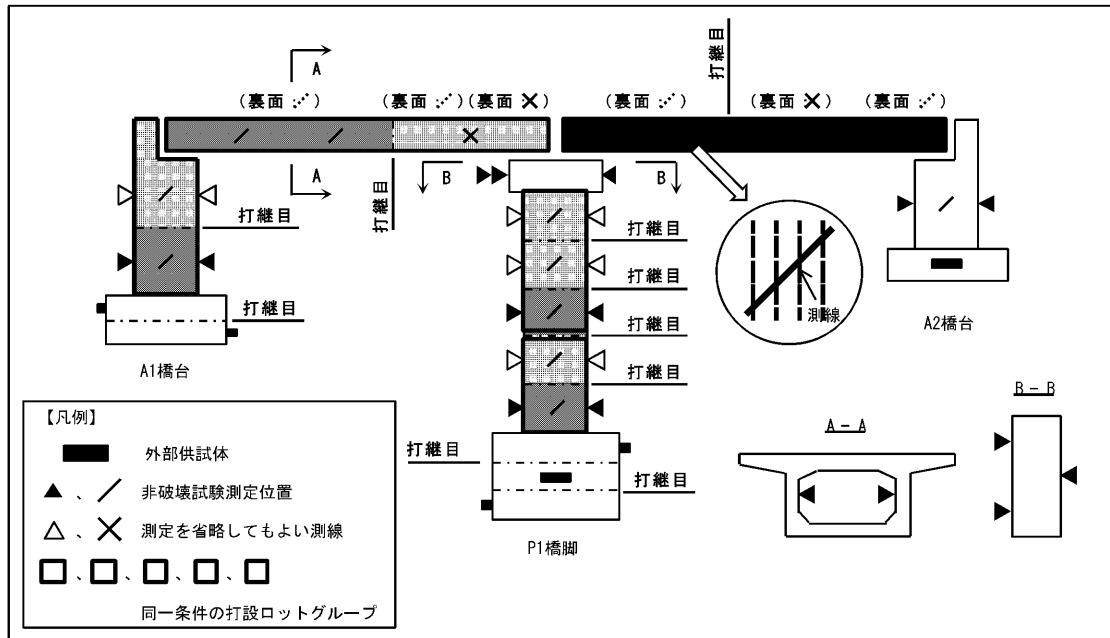 打継目
A
(裏面 ⋰)
(裏面 ⋰)
(裏面 ×)
(裏面 ⋰)
(裏面 ×)
(裏面 ⋰)
A
打継目
B
B
打継目
打継目
打継目
打継目
打継目
打継目
測線
A1橋台
A2橋台
【凡例】
外部供試体
▲、／ 非破壊試験測定位置
△、× 測定を省略してもよい測線
□、□、□、□、□
同一条件の打設ロットグループ
打継目
打継目
P1橋脚
A－A
B－B